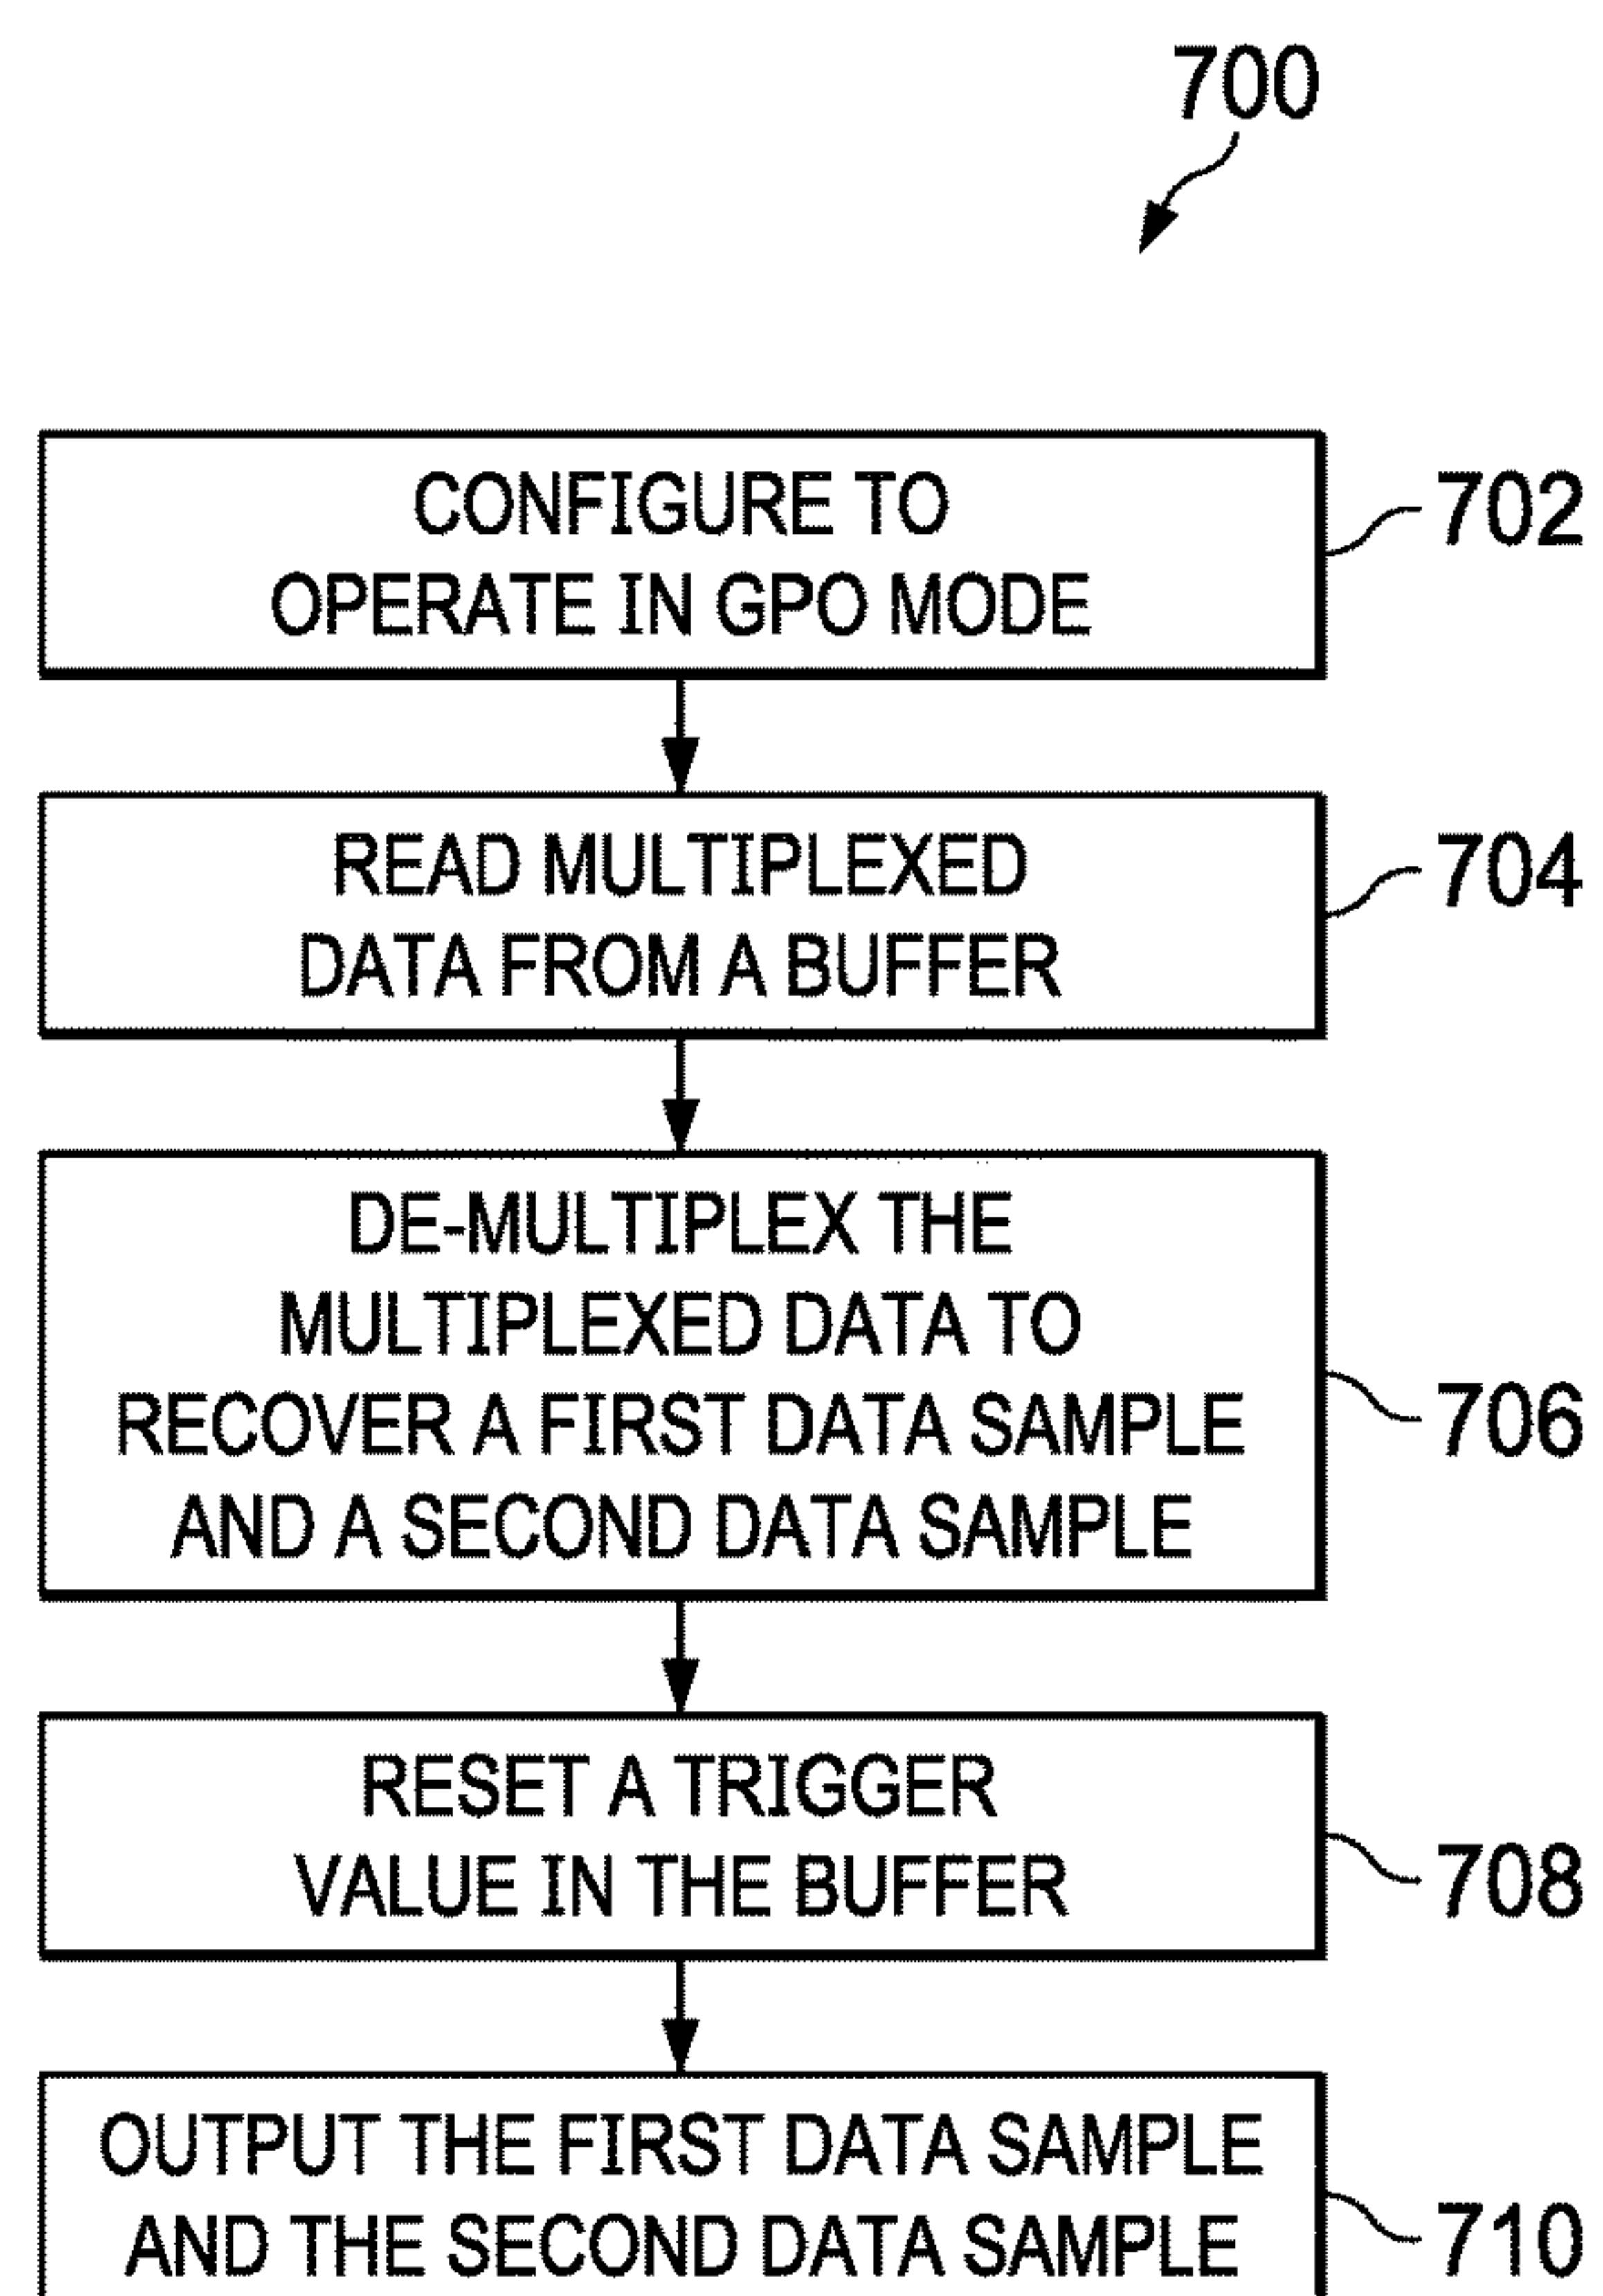 700
CONFIGURE TO
OPERATE IN GPO MODE
702
READ MULTIPLEXED
DATA FROM A BUFFER
704
DE-MULTIPLEX THE
MULTIPLEXED DATA TO
RECOVER A FIRST DATA SAMPLE
AND A SECOND DATA SAMPLE
706
RESET A TRIGGER
VALUE IN THE BUFFER
708
OUTPUT THE FIRST DATA SAMPLE
AND THE SECOND DATA SAMPLE
710